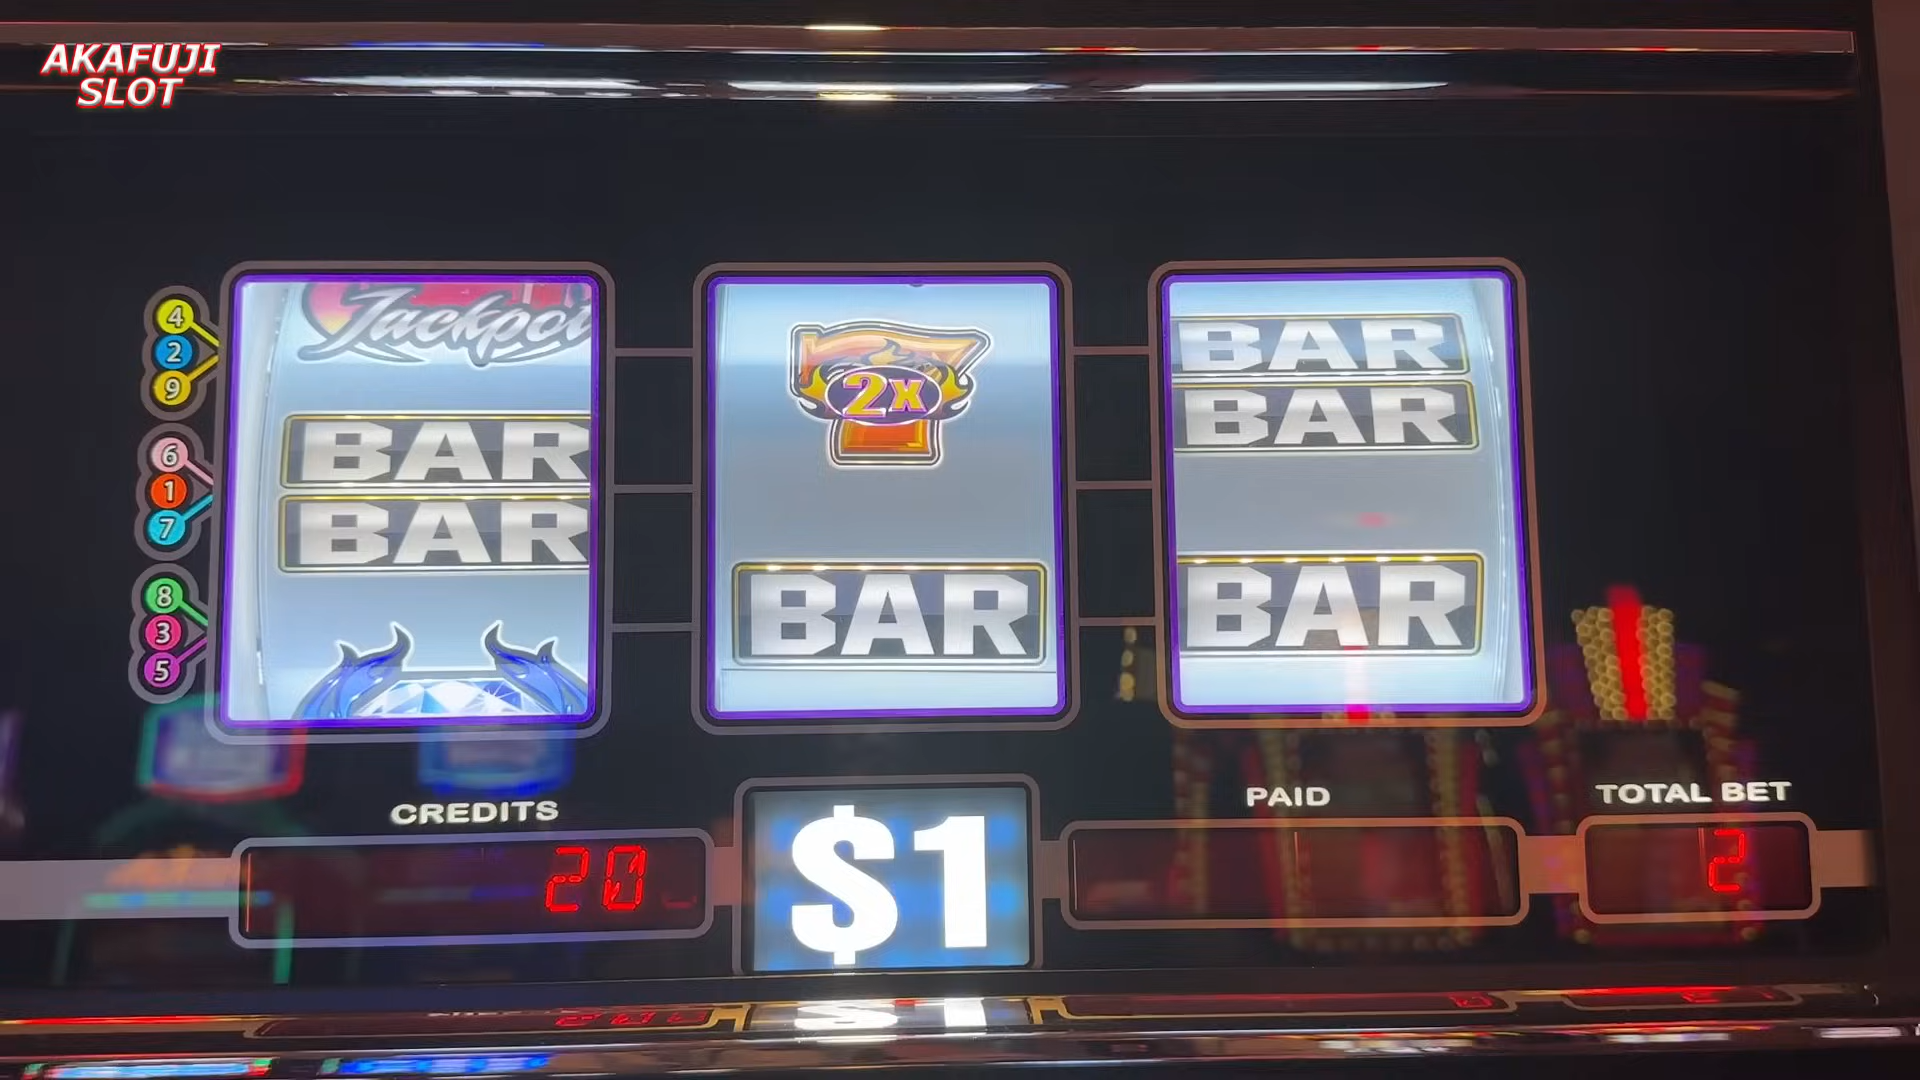 AKAFUJI
SLOT
4
2
9
6
1
7
8
3
5
Jackpot
BAR
BAR
2x
BAR
BAR
BAR
BAR
CREDITS
20
$1
PAID
TOTAL BET
2